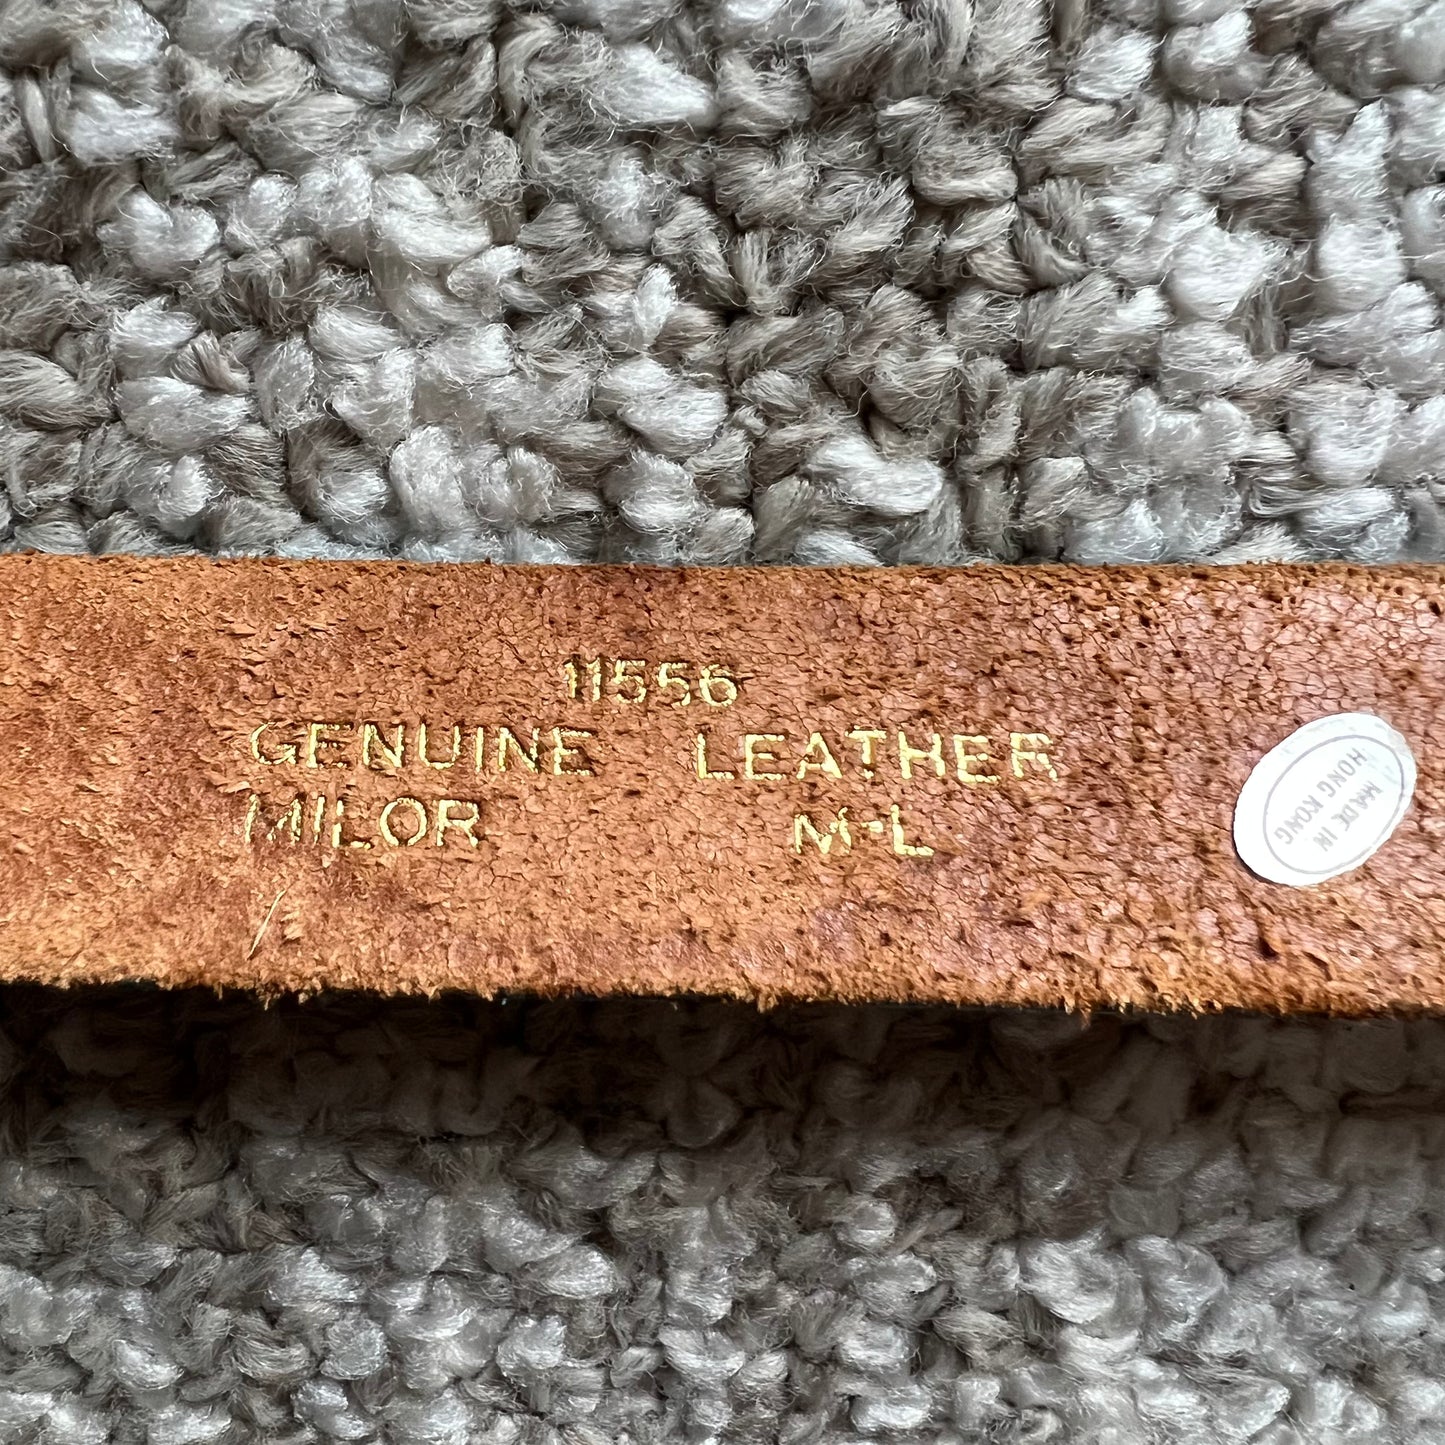 11556
GENUINE LEATHER
MILOR M-L
MADE IN
HONG KONG